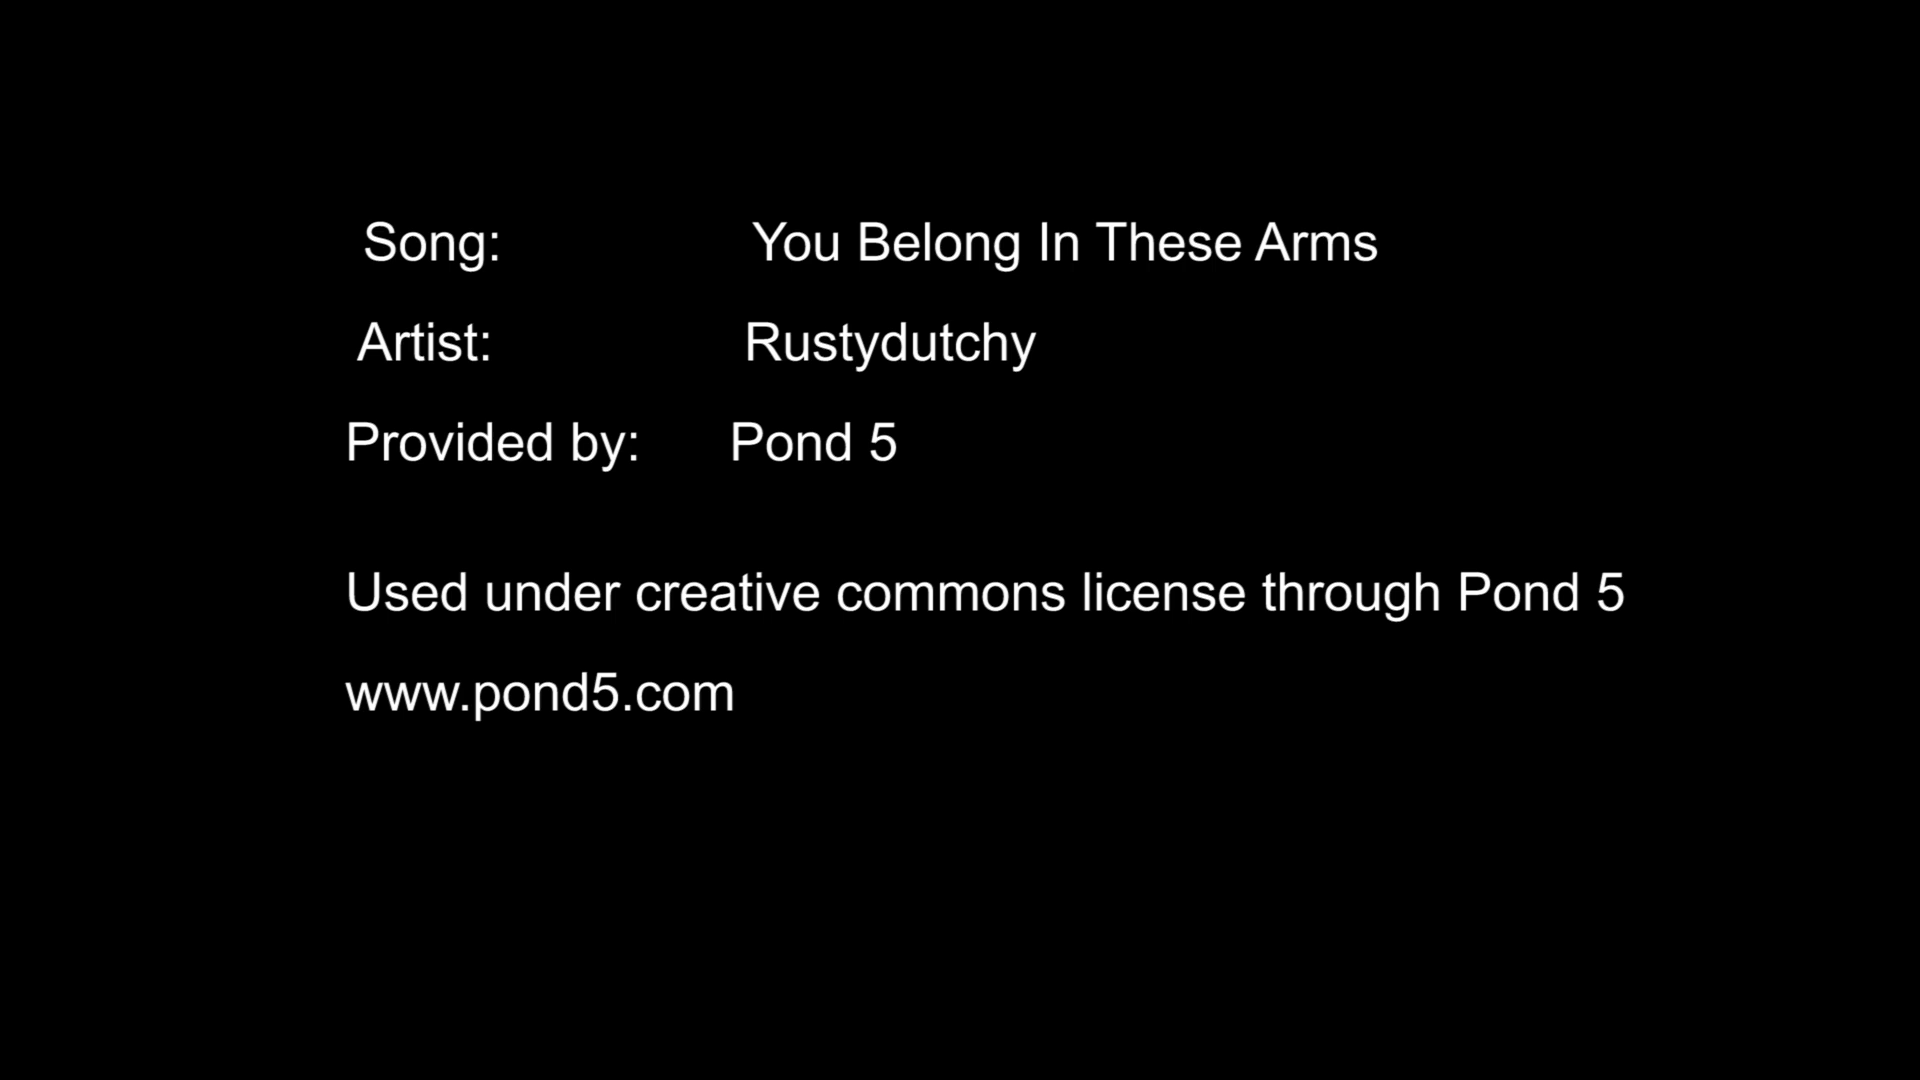 Song: You Belong In These Arms
Artist: Rustydutchy
Provided by: Pond 5
Used under creative commons license through Pond 5
www.pond5.com